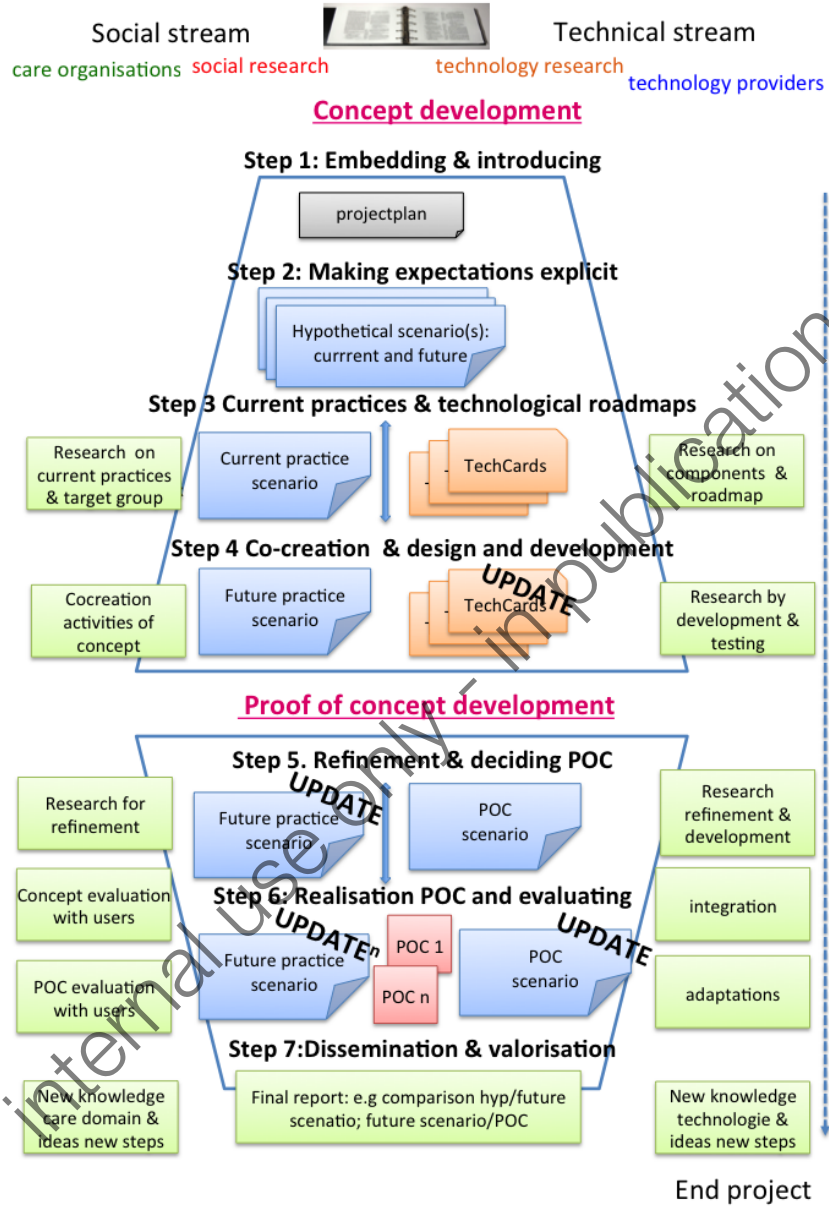 Social stream
Technical stream
care organisations
social research
technology research
technology providers
Concept development
Step 1: Embedding & introducing
projectplan
Step 2: Making expectations explicit
Hypothetical scenario(s):
currrent and future
Step 3 Current practices & technological roadmaps
Research on
current practices
& target group
Current practice
scenario
TechCards
Research on
components &
roadmap
Step 4 Co-creation & design and development
Cocreation
activities of
concept
Future practice
scenario
UPDATE
TechCards
Research by
development &
testing
Proof of concept development
Step 5. Refinement & deciding POC
Research for
refinement
UPDATE
Future practice
scenario
POC
scenario
Research
refinement &
development
Step 6: Realisation POC and evaluating
Concept evaluation
with users
integration
UPDATEⁿ
Future practice
scenario
POC 1
POC n
UPDATE
POC
scenario
POC evaluation
with users
adaptations
Step 7:Dissemination & valorisation
New knowledge
care domain &
ideas new steps
Final report: e.g comparison hyp/future
scenatio; future scenario/POC
New knowledge
technologie &
ideas new steps
End project
internal use only - in publication